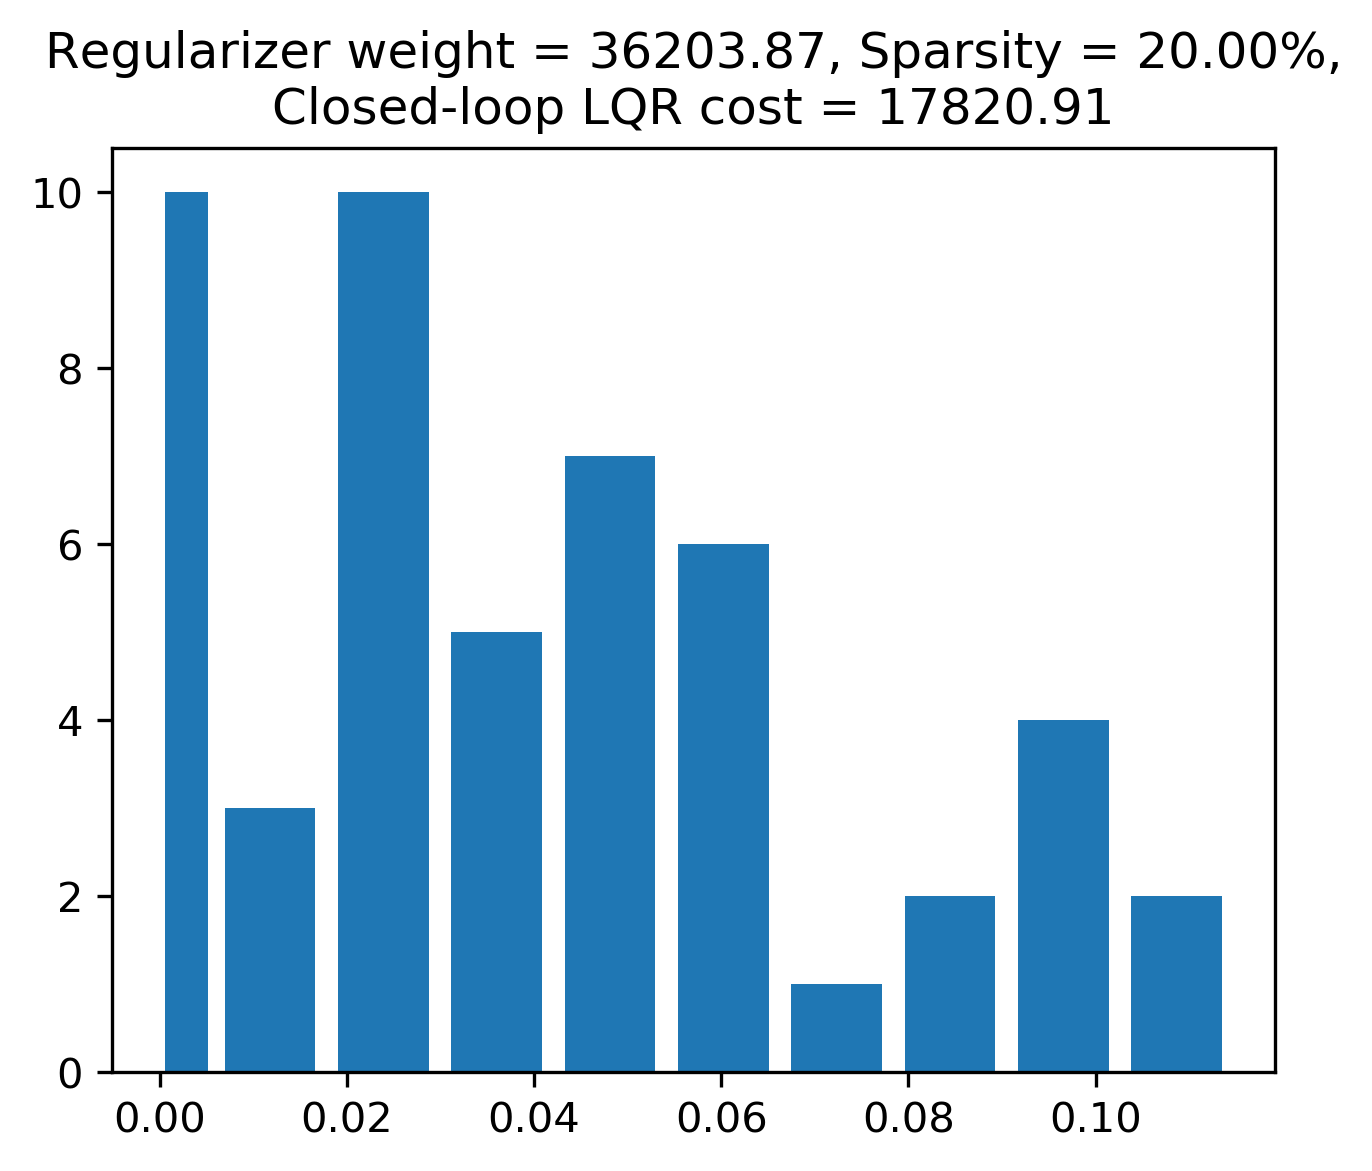 Regularizer weight = 36203.87, Sparsity = 20.00%,
Closed-loop LQR cost = 17820.91
10
8
6
4
2
0
0.00 0.02 0.04 0.06 0.08 0.10